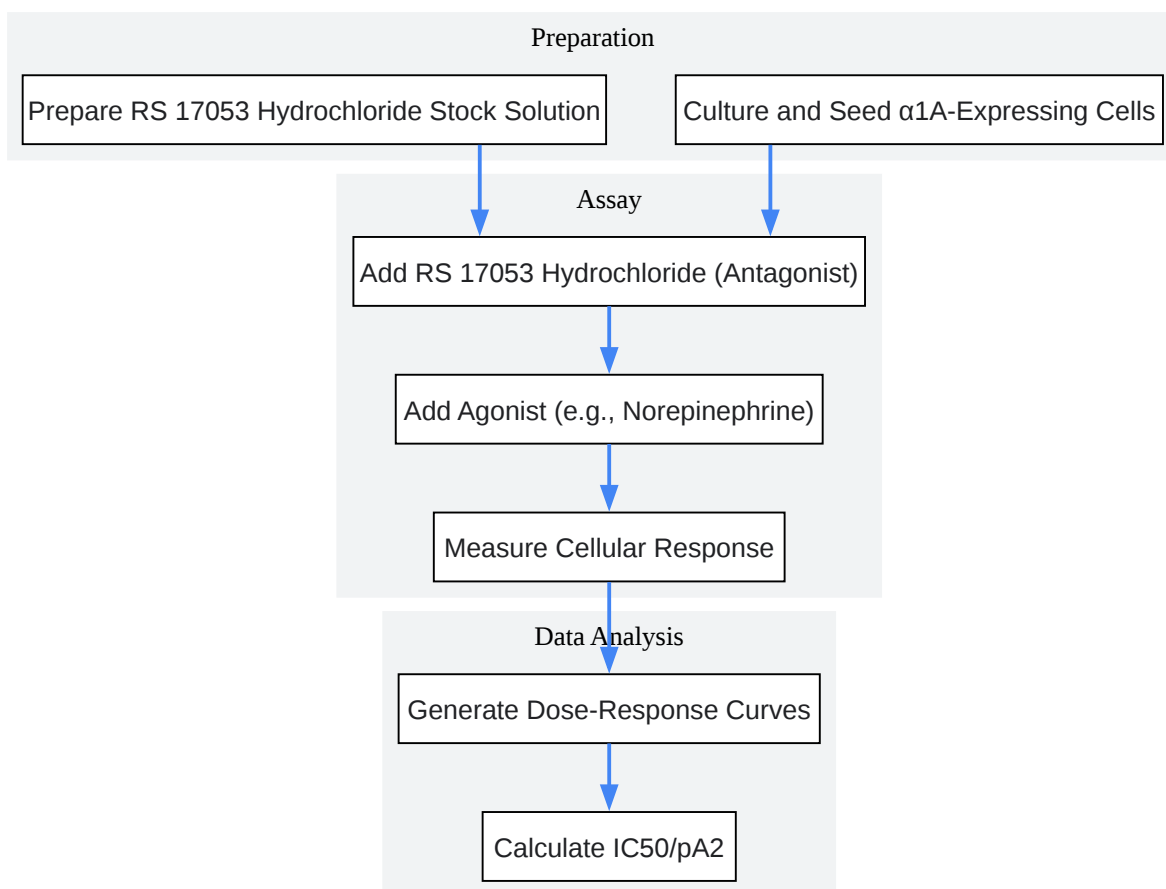 Preparation
Prepare RS 17053 Hydrochloride Stock Solution
Culture and Seed α1A-Expressing Cells
Assay
Add RS 17053 Hydrochloride (Antagonist)
Add Agonist (e.g., Norepinephrine)
Measure Cellular Response
Data Analysis
Generate Dose-Response Curves
Calculate IC50/pA2